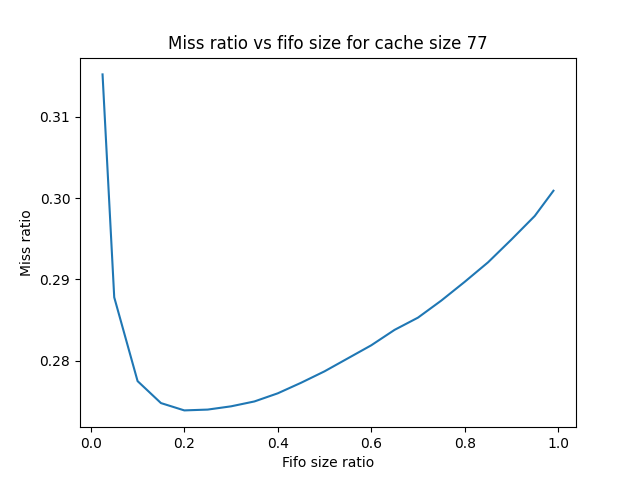 Miss ratio vs fifo size for cache size 77
0.31
0.30
0.29
0.28
Miss ratio
0.0 0.2 0.4 0.6 0.8 1.0
Fifo size ratio